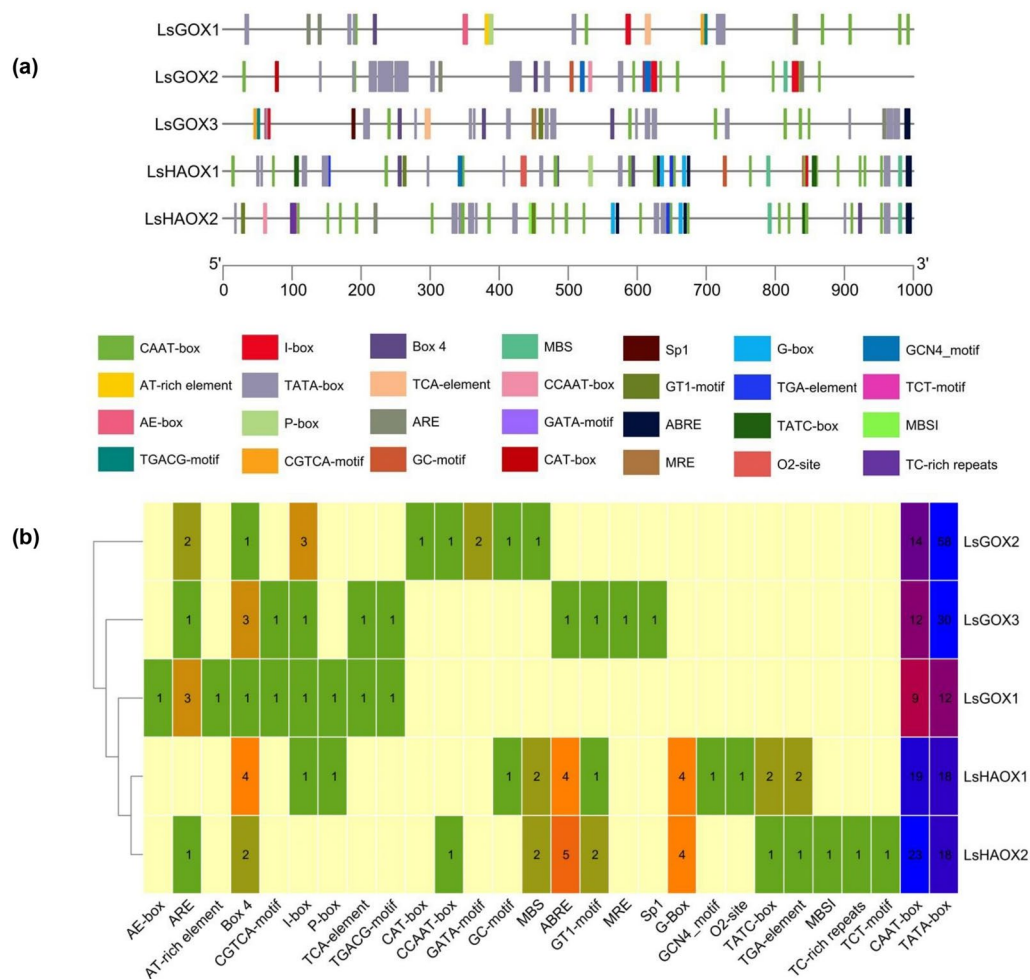 (a)
LsGOX1
LsGOX2
LsGOX3
LsHAOX1
LsHAOX2
5' 3'
0 100 200 300 400 500 600 700 800 900 1000
CAAT-box I-box Box 4 MBS Sp1 G-box GCN4_motif
AT-rich element TATA-box TCA-element CCAAT-box GT1-motif TGA-element TCT-motif
AE-box P-box ARE GATA-motif ABRE TATC-box MBSI
TGACG-motif CGTCA-motif GC-motif CAT-box MRE O2-site TC-rich repeats
(b)
2 1 3 1 1 2 1 1 14 58 LsGOX2
1 3 1 1 1 1 1 1 1 1 12 30 LsGOX3
1 3 1 1 1 1 1 1 1 9 12 LsGOX1
4 1 1 1 2 4 1 4 1 1 2 2 19 18 LsHAOX1
1 2 1 2 5 2 4 1 1 1 1 1 23 18 LsHAOX2
AE-box ARE AT-rich element Box 4 CGTCA-motif I-box P-box TCA-element TGACG-motif CAT-box CCAAT-box GATA-motif GC-motif MBS ABRE GT1-motif MRE Sp1 G-Box GCN4_motif O2-site TATC-box TGA-element MBSI TC-rich repeats TCT-motif CAAT-box TATA-box